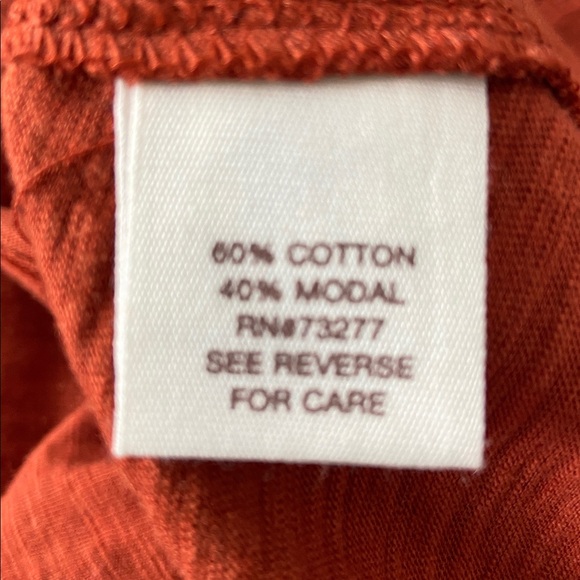 60% COTTON
40% MODAL
RN#73277
SEE REVERSE
FOR CARE